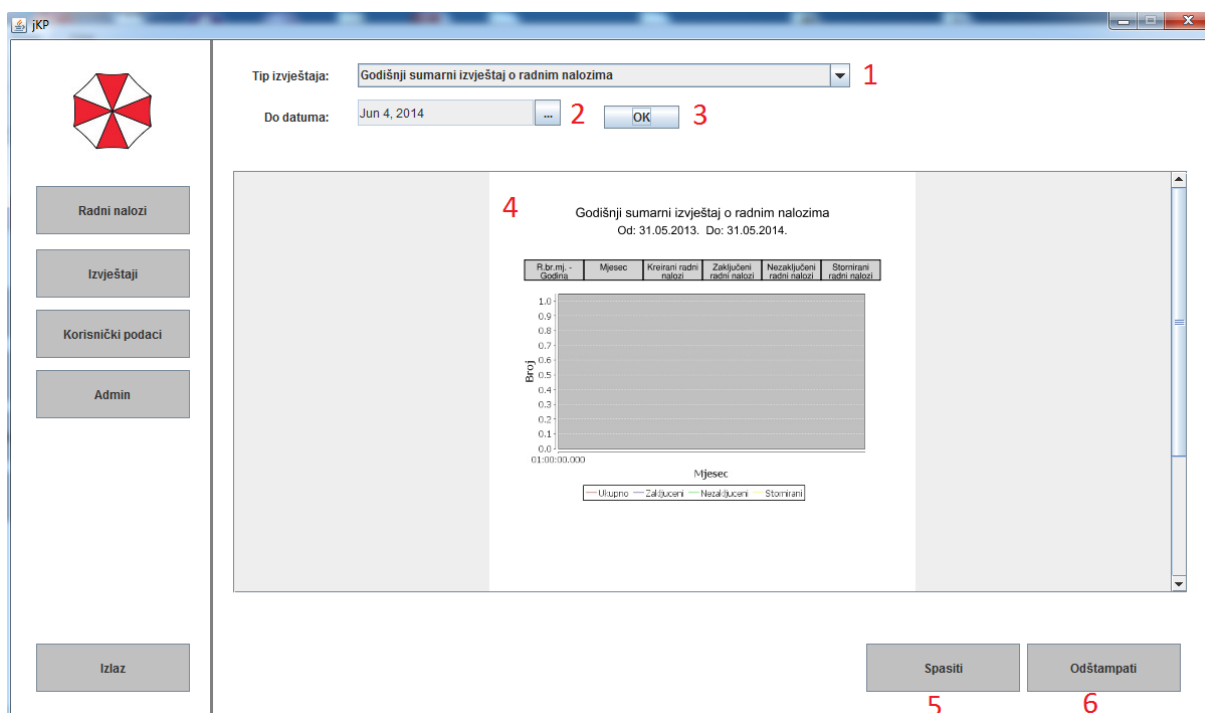 jKP
Tip izvještaja:
Godišnji sumarni izvještaj o radnim nalozima
1
Do datuma:
Jun 4, 2014
...
2
OK
3
Radni nalozi
Izvještaji
Korisnički podaci
Admin
Izlaz
4
Godišnji sumarni izvještaj o radnim nalozima
Od: 31.05.2013. Do: 31.05.2014.
R.br.mj. - Godina
Mjesec
Kreirani radni nalozi
Zaključeni radni nalozi
Nezaključeni radni nalozi
Stornirani radni nalozi
1.0
0.9
0.8
0.7
0.6
0.5
0.4
0.3
0.2
0.1
0.0
Broj
01:00:00.000
Mjesec
Ukupno Zakljuceni Nezakljuceni Stornirani
Spasiti
Odštampati
5
6